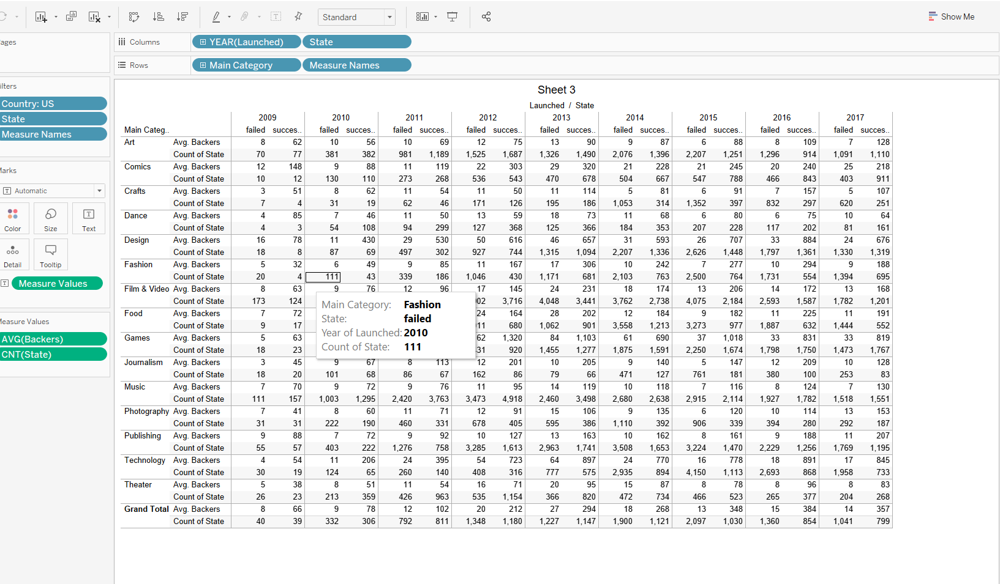 Standard
Show Me
ages
Columns
YEAR(Launched)
State
Rows
Main Category
Measure Names
ilters
Country: US
State
Measure Names
arks
Automatic
Color
Size
Text
Detail
Tooltip
Measure Values
easure Values
AVG(Backers)
CNT(State)
Sheet 3
Launched / State
2009 2010 2011 2012 2013 2014 2015 2016 2017
Main Categ.. failed succes.. failed succes.. failed succes.. failed succes.. failed succes.. failed succes.. failed succes.. failed succes.. failed succes..
Art Avg. Backers 8 62 10 56 10 69 12 75 13 90 9 87 6 88 8 109 7 128
Count of State 70 77 381 382 981 1,189 1,525 1,687 1,326 1,490 2,076 1,396 2,207 1,251 1,296 914 1,091 1,110
Comics Avg. Backers 12 148 9 88 11 119 22 303 29 320 21 228 21 245 20 240 25 218
Count of State 10 12 130 110 273 268 536 543 470 678 504 667 547 788 466 843 403 911
Crafts Avg. Backers 3 51 8 62 11 54 11 50 11 114 5 81 6 91 7 157 5 107
Count of State 7 4 31 19 62 46 171 126 195 186 1,053 314 1,352 397 832 297 620 251
Dance Avg. Backers 4 85 7 46 11 50 13 59 18 73 11 68 6 80 6 75 10 64
Count of State 4 3 54 108 94 299 127 368 125 366 184 353 207 228 117 202 81 161
Design Avg. Backers 16 78 11 430 29 530 50 616 46 657 31 593 26 707 33 884 24 676
Count of State 18 8 87 69 497 302 927 744 1,315 1,094 2,207 1,336 2,626 1,448 1,797 1,361 1,330 1,319
Fashion Avg. Backers 5 32 6 49 9 85 11 167 17 306 10 242 7 277 10 294 9 188
Count of State 20 4 111 43 339 186 1,046 430 1,171 681 2,103 763 2,500 764 1,731 554 1,394 695
Film & Video Avg. Backers 8 63 9 76 12 96 17 145 24 231 18 174 13 206 14 172 13 168
Count of State 173 124 02 3,716 4,048 3,441 3,762 2,738 4,075 2,184 2,593 1,587 1,782 1,201
Food Avg. Backers 7 72 24 164 28 202 12 184 9 182 11 225 11 191
Count of State 9 17 11 680 1,062 901 3,558 1,213 3,273 977 1,887 632 1,444 552
Games Avg. Backers 5 63 62 1,320 84 1,103 61 690 37 1,018 33 831 33 819
Count of State 18 23 31 920 1,455 1,277 1,875 1,591 2,250 1,674 1,798 1,750 1,473 1,767
Main Category: Fashion
State: failed
Year of Launched: 2010
Count of State: 111
Journalism Avg. Backers 3 45 9 67 8 113 12 201 10 205 9 140 5 147 12 209 10 128
Count of State 18 20 101 68 86 67 162 86 79 66 471 127 761 181 380 100 253 83
Music Avg. Backers 7 70 9 72 9 76 11 95 14 119 10 118 7 116 8 124 7 130
Count of State 111 157 1,003 1,295 2,420 3,763 3,473 4,918 2,460 3,498 2,680 2,638 2,915 2,114 1,927 1,782 1,518 1,551
Photography Avg. Backers 7 41 8 60 11 71 12 91 15 106 9 135 6 120 10 114 13 153
Count of State 31 31 222 190 460 331 678 405 595 386 1,110 392 906 339 394 280 292 187
Publishing Avg. Backers 9 88 7 72 9 92 10 127 13 163 10 162 8 161 9 188 11 207
Count of State 55 57 403 222 1,276 758 3,285 1,613 2,963 1,741 3,508 1,653 3,224 1,470 2,229 1,256 1,769 1,195
Technology Avg. Backers 4 54 11 206 24 395 54 723 64 897 24 770 16 778 18 891 17 845
Count of State 30 19 124 65 260 140 408 316 777 575 2,935 894 4,150 1,113 2,693 868 1,958 733
Theater Avg. Backers 5 38 8 51 11 54 16 71 20 95 15 87 8 78 8 96 8 83
Count of State 26 23 213 359 426 963 535 1,154 366 820 472 734 466 523 265 377 204 268
Grand Total Avg. Backers 8 66 9 78 12 102 20 212 27 294 18 268 13 348 15 384 14 357
Count of State 40 39 332 306 792 811 1,348 1,180 1,227 1,147 1,900 1,121 2,097 1,030 1,360 854 1,041 799